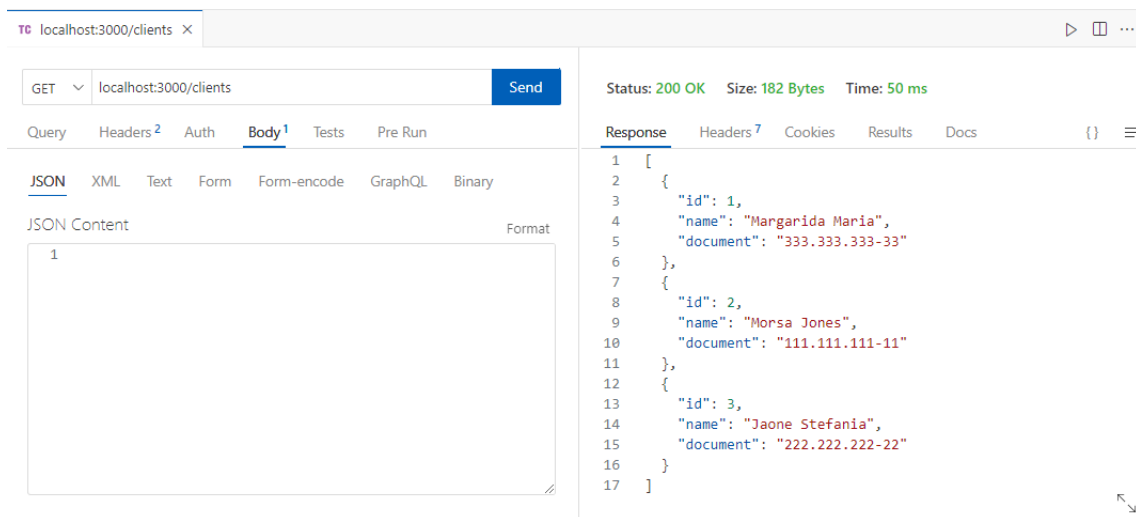 TC localhost:3000/clients
GET localhost:3000/clients Send
Query Headers 2 Auth Body 1 Tests Pre Run
JSON XML Text Form Form-encode GraphQL Binary
JSON Content Format
1
Status: 200 OK Size: 182 Bytes Time: 50 ms
Response Headers 7 Cookies Results Docs {}
1 [
2 {
3 "id": 1,
4 "name": "Margarida Maria",
5 "document": "333.333.333-33"
6 },
7 {
8 "id": 2,
9 "name": "Morsa Jones",
10 "document": "111.111.111-11"
11 },
12 {
13 "id": 3,
14 "name": "Jaone Stefania",
15 "document": "222.222.222-22"
16 }
17 ]